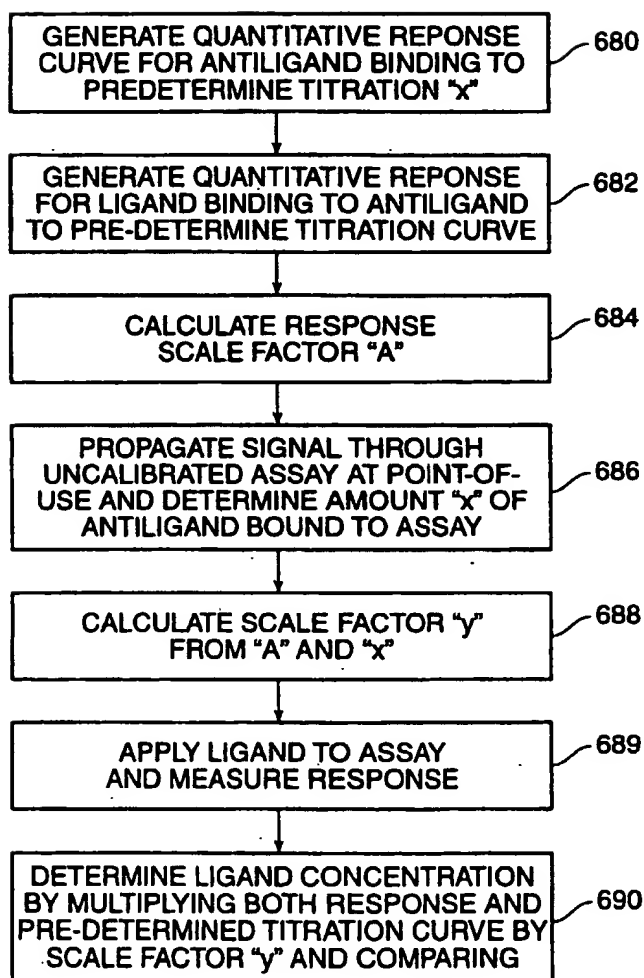 GENERATE QUANTITATIVE REPONSE
CURVE FOR ANTILIGAND BINDING TO
PREDETERMINE TITRATION "x"
680
GENERATE QUANTITATIVE REPONSE
FOR LIGAND BINDING TO ANTILIGAND
TO PRE-DETERMINE TITRATION CURVE
682
CALCULATE RESPONSE
SCALE FACTOR "A"
684
PROPAGATE SIGNAL THROUGH
UNCALIBRATED ASSAY AT POINT-OF-
USE AND DETERMINE AMOUNT "x" OF
ANTILIGAND BOUND TO ASSAY
686
CALCULATE SCALE FACTOR "y"
FROM "A" AND "x"
688
APPLY LIGAND TO ASSAY
AND MEASURE RESPONSE
689
DETERMINE LIGAND CONCENTRATION
BY MULTIPLYING BOTH RESPONSE AND
PRE-DETERMINED TITRATION CURVE BY
SCALE FACTOR "y" AND COMPARING
690